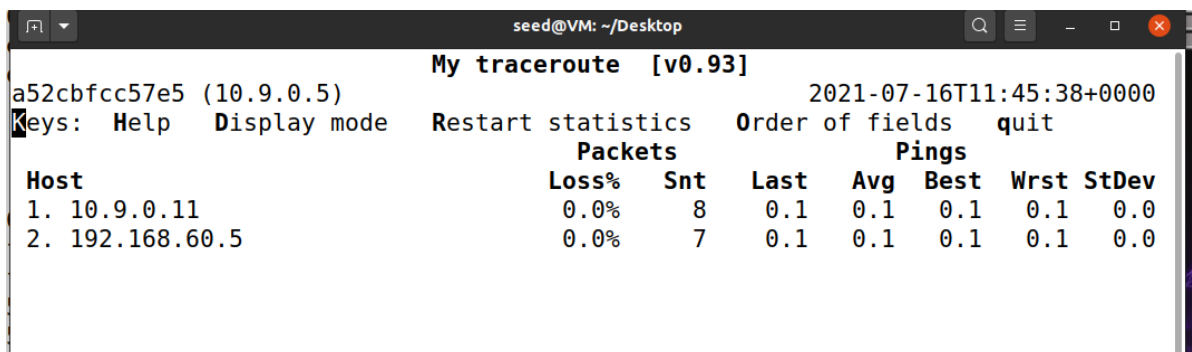 seed@VM: ~/Desktop
My traceroute [v0.93]
a52cbfcc57e5 (10.9.0.5) 2021-07-16T11:45:38+0000
Keys: Help Display mode Restart statistics Order of fields quit
Packets Pings
Host Loss% Snt Last Avg Best Wrst StDev
1. 10.9.0.11 0.0% 8 0.1 0.1 0.1 0.1 0.0
2. 192.168.60.5 0.0% 7 0.1 0.1 0.1 0.1 0.0